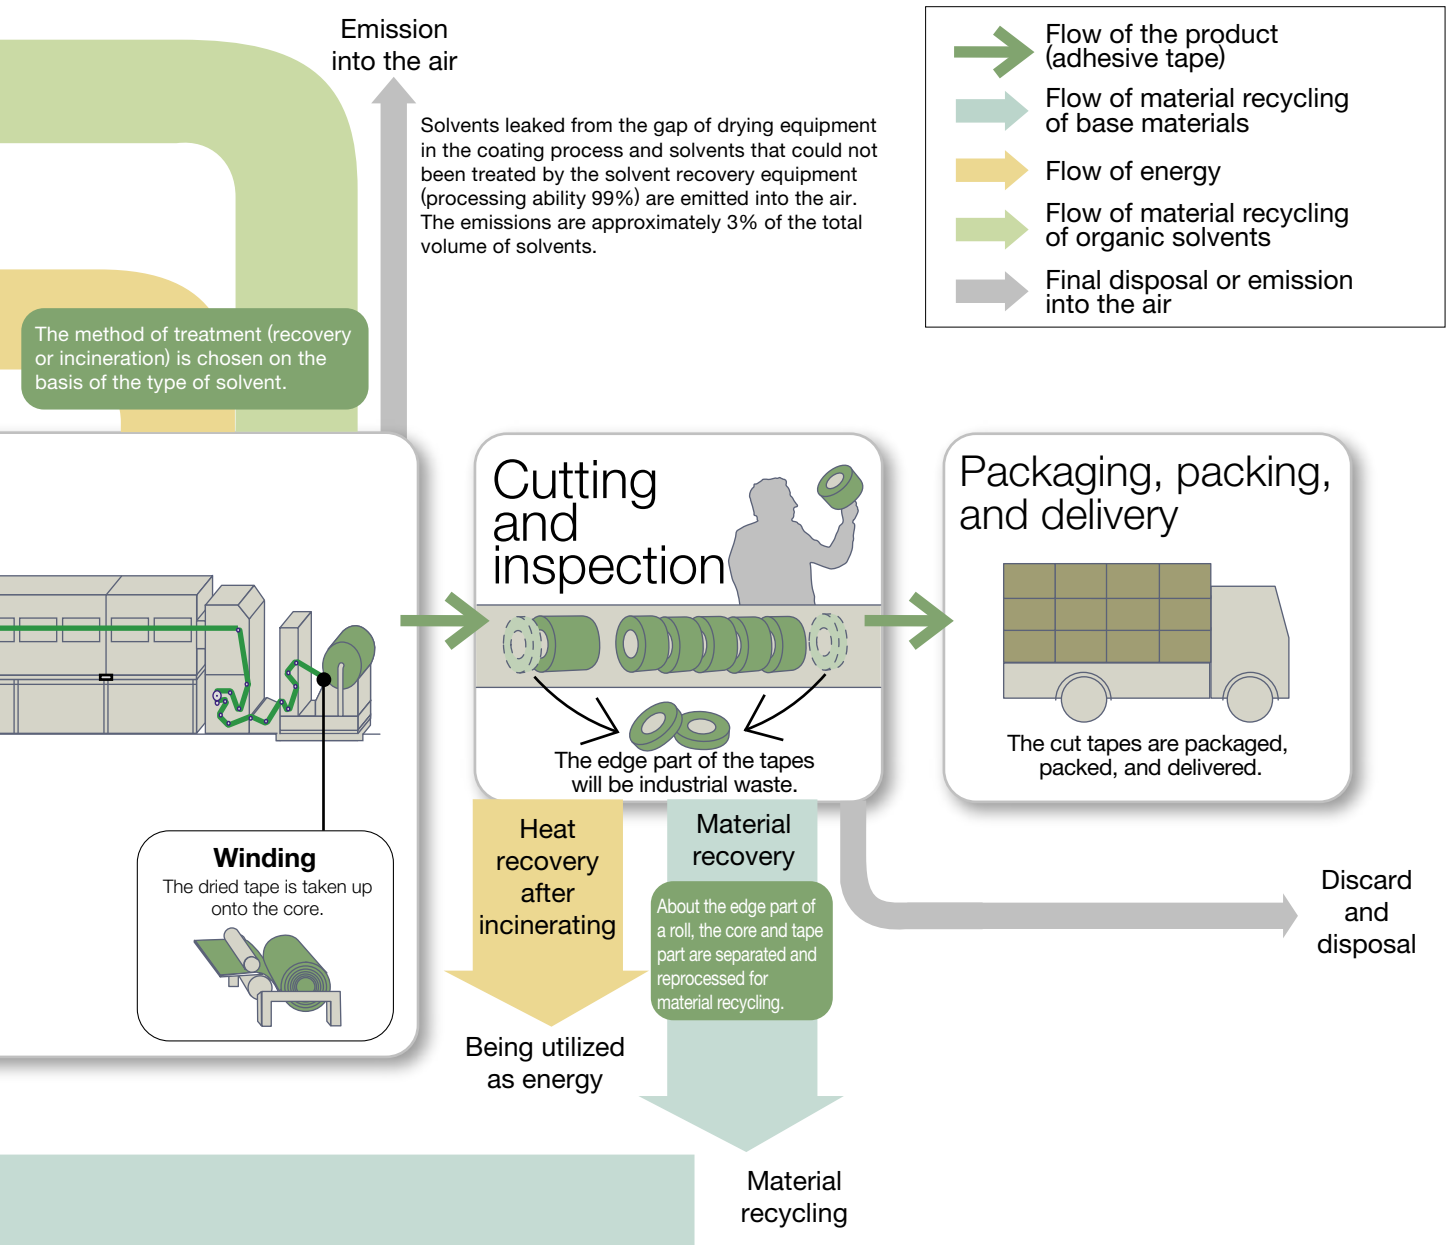 Emission
into the air
Solvents leaked from the gap of drying equipment
in the coating process and solvents that could not
been treated by the solvent recovery equipment
(processing ability 99%) are emitted into the air.
The emissions are approximately 3% of the total
volume of solvents.
Flow of the product
(adhesive tape)
Flow of material recycling
of base materials
Flow of energy
Flow of material recycling
of organic solvents
Final disposal or emission
into the air
The method of treatment (recovery
or incineration) is chosen on the
basis of the type of solvent.
Cutting
and
inspection
The edge part of the tapes
will be industrial waste.
Packaging, packing,
and delivery
The cut tapes are packaged,
packed, and delivered.
Winding
The dried tape is taken up
onto the core.
Heat
recovery
after
incinerating
Being utilized
as energy
Material
recovery
About the edge part of
a roll, the core and tape
part are separated and
reprocessed for
material recycling.
Material
recycling
Discard
and
disposal